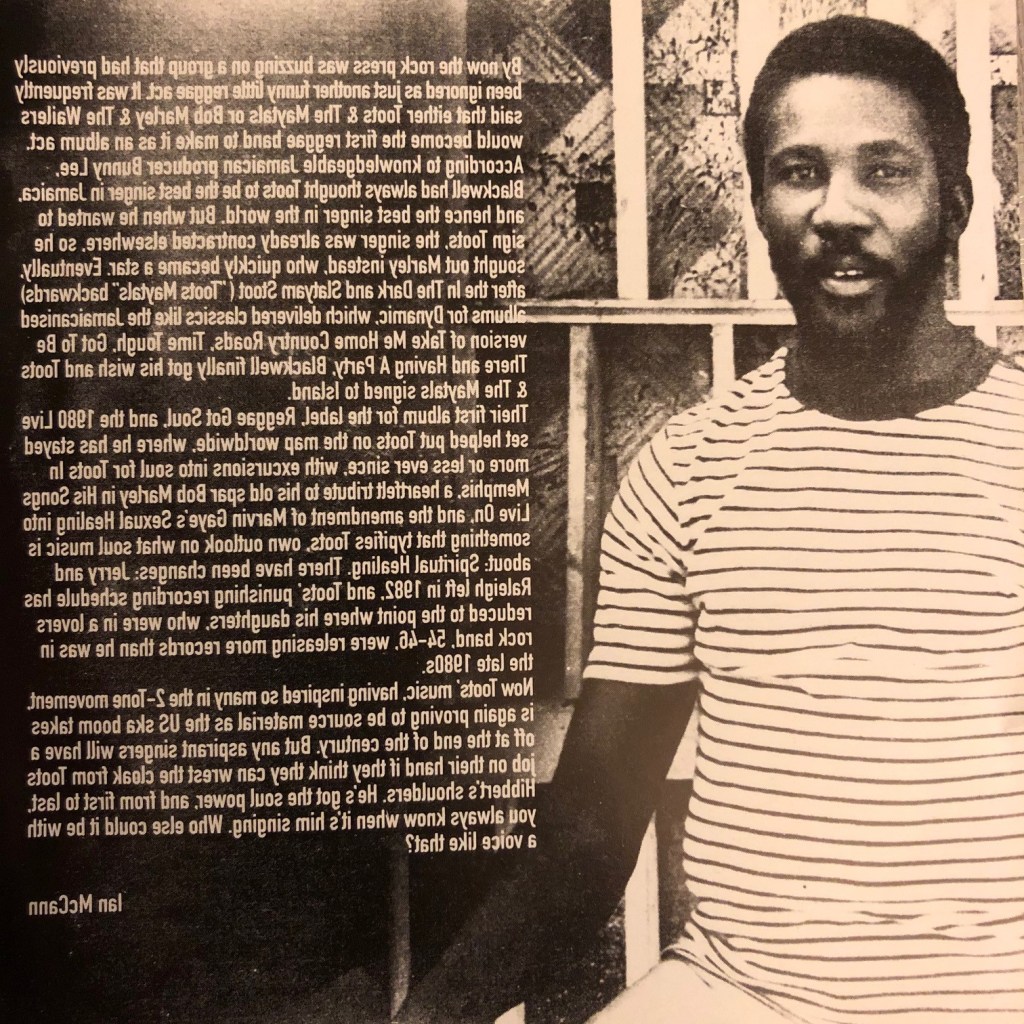 By now the rock press was buzzing on a group that had previously
been ignored as just another funny little reggae act. It was frequently
said that either Toots & The Maytals or Bob Marley & The Wailers
would become the first reggae band to make it as an album act.
According to knowledgeable Jamaican producer Bunny Lee,
Blackwell had always thought Toots to be the best singer in Jamaica,
and hence the best singer in the world. But when he wanted to
sign Toots, the singer was already contracted elsewhere, so he
sought out Marley instead, who quickly became a star. Eventually,
after the In The Dark and Slatyam Stoot ("Toots Maytals" backwards)
albums for Dynamic, which delivered classics like the Jamaicanised
version of Take Me Home Country Roads, Time Tough, Got To Be
There and Having A Party, Blackwell finally got his wish and Toots
& The Maytals signed to Island.
Their first album for the label, Reggae Got Soul, and the 1980 Live
set helped put Toots on the map worldwide, where he has stayed
more or less ever since, with excursions into soul for Toots In
Memphis, a heartfelt tribute to his old spar Bob Marley in His Songs
Live On, and the amendment of Marvin Gaye's Sexual Healing into
something that typifies Toots, own outlook on what soul music is
about: Spiritual Healing. There have been changes: Jerry and
Raleigh left in 1982, and Toots' punishing recording schedule has
reduced to the point where his daughters, who were in a lovers
rock band, 54-46, were releasing more records than he was in
the late 1980s.
Now Toots' music, having inspired so many in the 2-Tone movement,
is again proving to be source material as the US ska boom takes
off at the end of the century. But any aspirant singers will have a
job on their hand if they think they can wrest the cloak from Toots
Hibbert's shoulders. He's got the soul power, and from first to last,
you always know when it's him singing. Who else could it be with
a voice like that?
Ian McCann